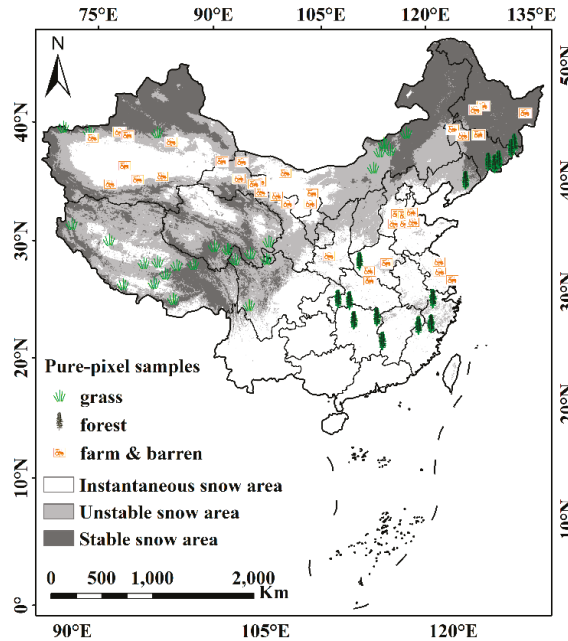 75°E 90°E 105°E 120°E 135°E
N
50°N
40°N
40°N
30°N
30°N
20°N
20°N
10°N
10°N
0°
Pure-pixel samples
grass
forest
farm & barren
Instantaneous snow area
Unstable snow area
Stable snow area
0 500 1,000 2,000
Km
90°E 105°E 120°E